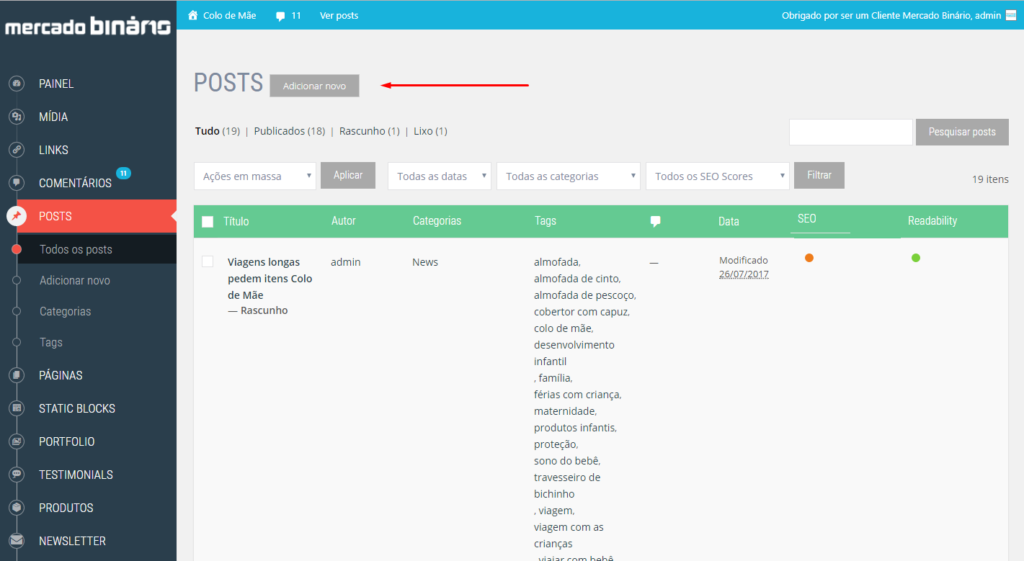 mercado binário
Colo de Mãe 11 Ver posts
Obrigado por ser um Cliente Mercado Binário, admin
PAINEL
MÍDIA
LINKS
COMENTÁRIOS 11
POSTS
Todos os posts
Adicionar novo
Categorias
Tags
PÁGINAS
STATIC BLOCKS
PORTFOLIO
TESTIMONIALS
PRODUTOS
NEWSLETTER
POSTS Adicionar novo
Tudo (19) | Publicados (18) | Rascunho (1) | Lixo (1)
Pesquisar posts
Ações em massa Aplicar Todas as datas Todas as categorias Todos os SEO Scores Filtrar
19 itens
Título Autor Categorias Tags Data SEO Readability
Viagens longas
pedem itens Colo
de Mãe
— Rascunho
admin
News
almofada,
almofada de cinto,
almofada de pescoço,
cobertor com capuz,
colo de mãe,
desenvolvimento
infantil
, família,
férias com criança,
maternidade,
produtos infantis,
proteção,
sono do bebê,
travesseiro de
bichinho
, viagem,
viagem com as
crianças
, viajar com bebê
—
Modificado
26/07/2017